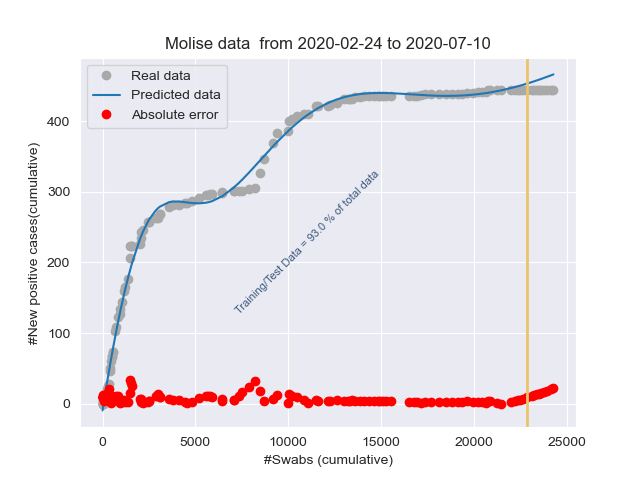 Molise data  from 2020-02-24 to 2020-07-10
Real data
Predicted data
Absolute error
#New positive cases(cumulative)
400
300
200
100
0
Training/Test Data = 93.0 % of total data
0 5000 10000 15000 20000 25000
#Swabs (cumulative)